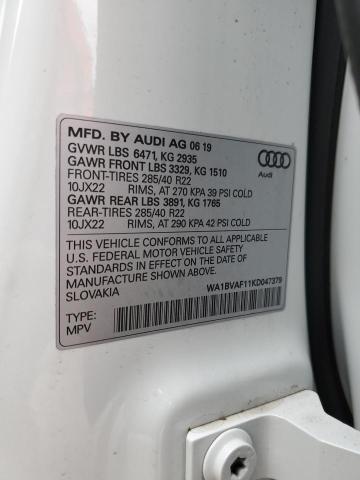 MFD. BY AUDI AG 06 19
GVWR LBS 6471, KG 2935
GAWR FRONT LBS 3329, KG 1510
FRONT-TIRES 285/40 R22
10JX22 RIMS, AT 270 KPA 39 PSI COLD
GAWR REAR LBS 3891, KG 1765
REAR-TIRES 285/40 R22
10JX22 RIMS, AT 290 KPA 42 PSI COLD
THIS VEHICLE CONFORMS TO ALL APPLICABLE
U.S. FEDERAL MOTOR VEHICLE SAFETY
STANDARDS IN EFFECT ON THE DATE OF
MANUFACTURE SHOWN ABOVE.
SLOVAKIA
WA1BVAF11KD047379
TYPE:
MPV
Audi